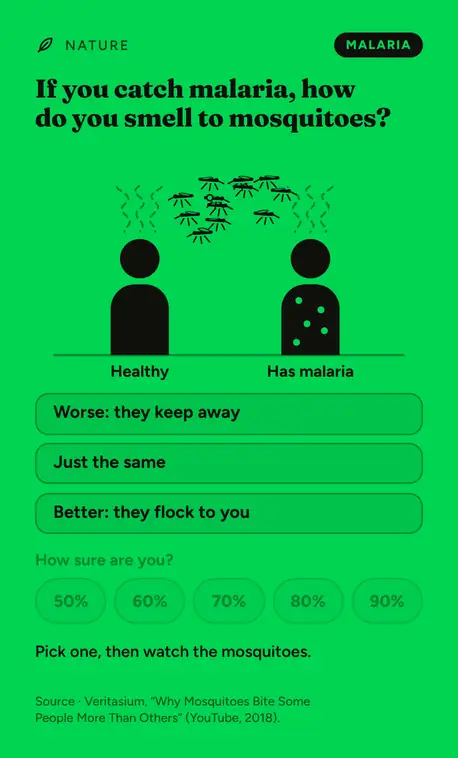 NATURE
MALARIA
If you catch malaria, how
do you smell to mosquitoes?
Healthy
Has malaria
Worse: they keep away
Just the same
Better: they flock to you
How sure are you?
50% 60% 70% 80% 90%
Pick one, then watch the mosquitoes.
Source · Veritasium, “Why Mosquitoes Bite Some
People More Than Others” (YouTube, 2018).